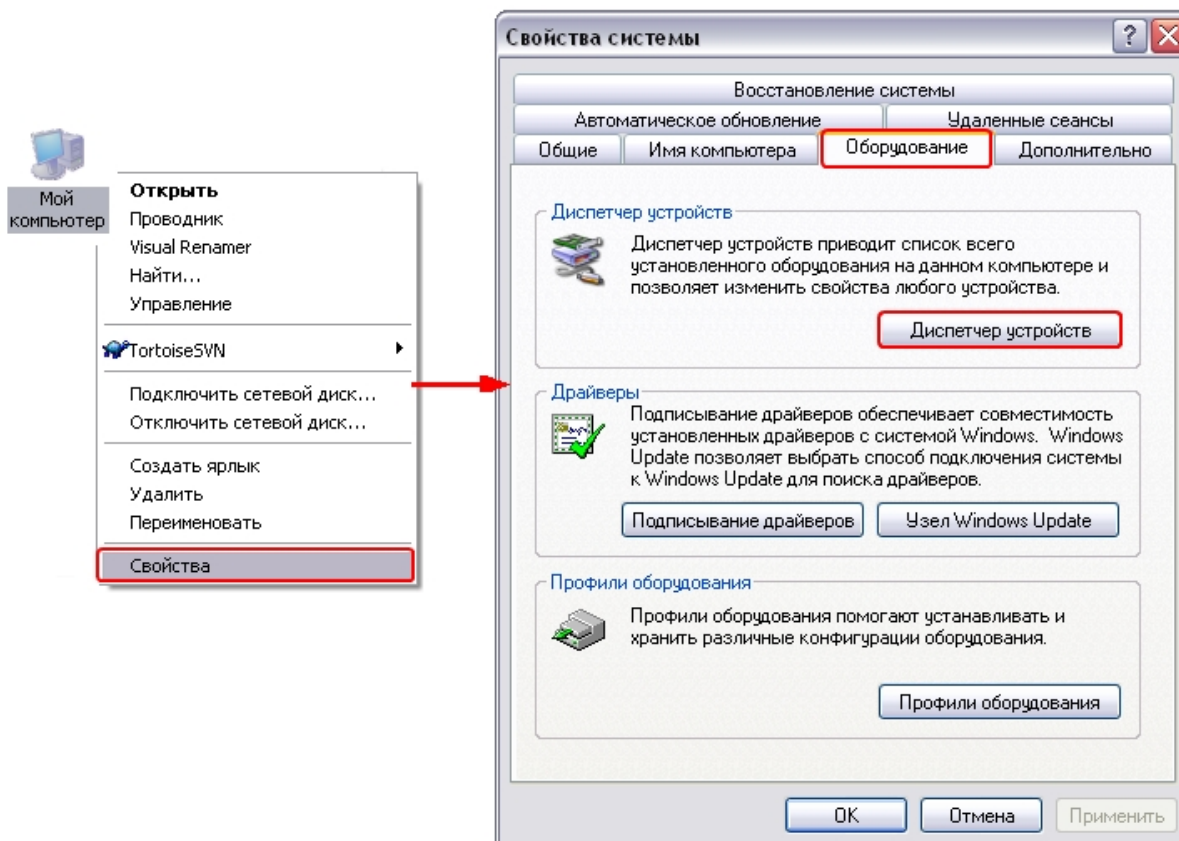 Мой
компьютер
Открыть
Проводник
Visual Renamer
Найти...
Управление
TortoiseSVN
Подключить сетевой диск...
Отключить сетевой диск...
Создать ярлык
Удалить
Переименовать
Свойства
Свойства системы
Восстановление системы
Автоматическое обновление
Удаленные сеансы
Общие
Имя компьютера
Оборудование
Дополнительно
Диспетчер устройств
Диспетчер устройств приводит список всего
установленного оборудования на данном компьютере и
позволяет изменить свойства любого устройства.
Диспетчер устройств
Драйверы
Подписывание драйверов обеспечивает совместимость
установленных драйверов с системой Windows. Windows
Update позволяет выбрать способ подключения системы
к Windows Update для поиска драйверов.
Подписывание драйверов
Узел Windows Update
Профили оборудования
Профили оборудования помогают устанавливать и
хранить различные конфигурации оборудования.
Профили оборудования
OK
Отмена
Применить